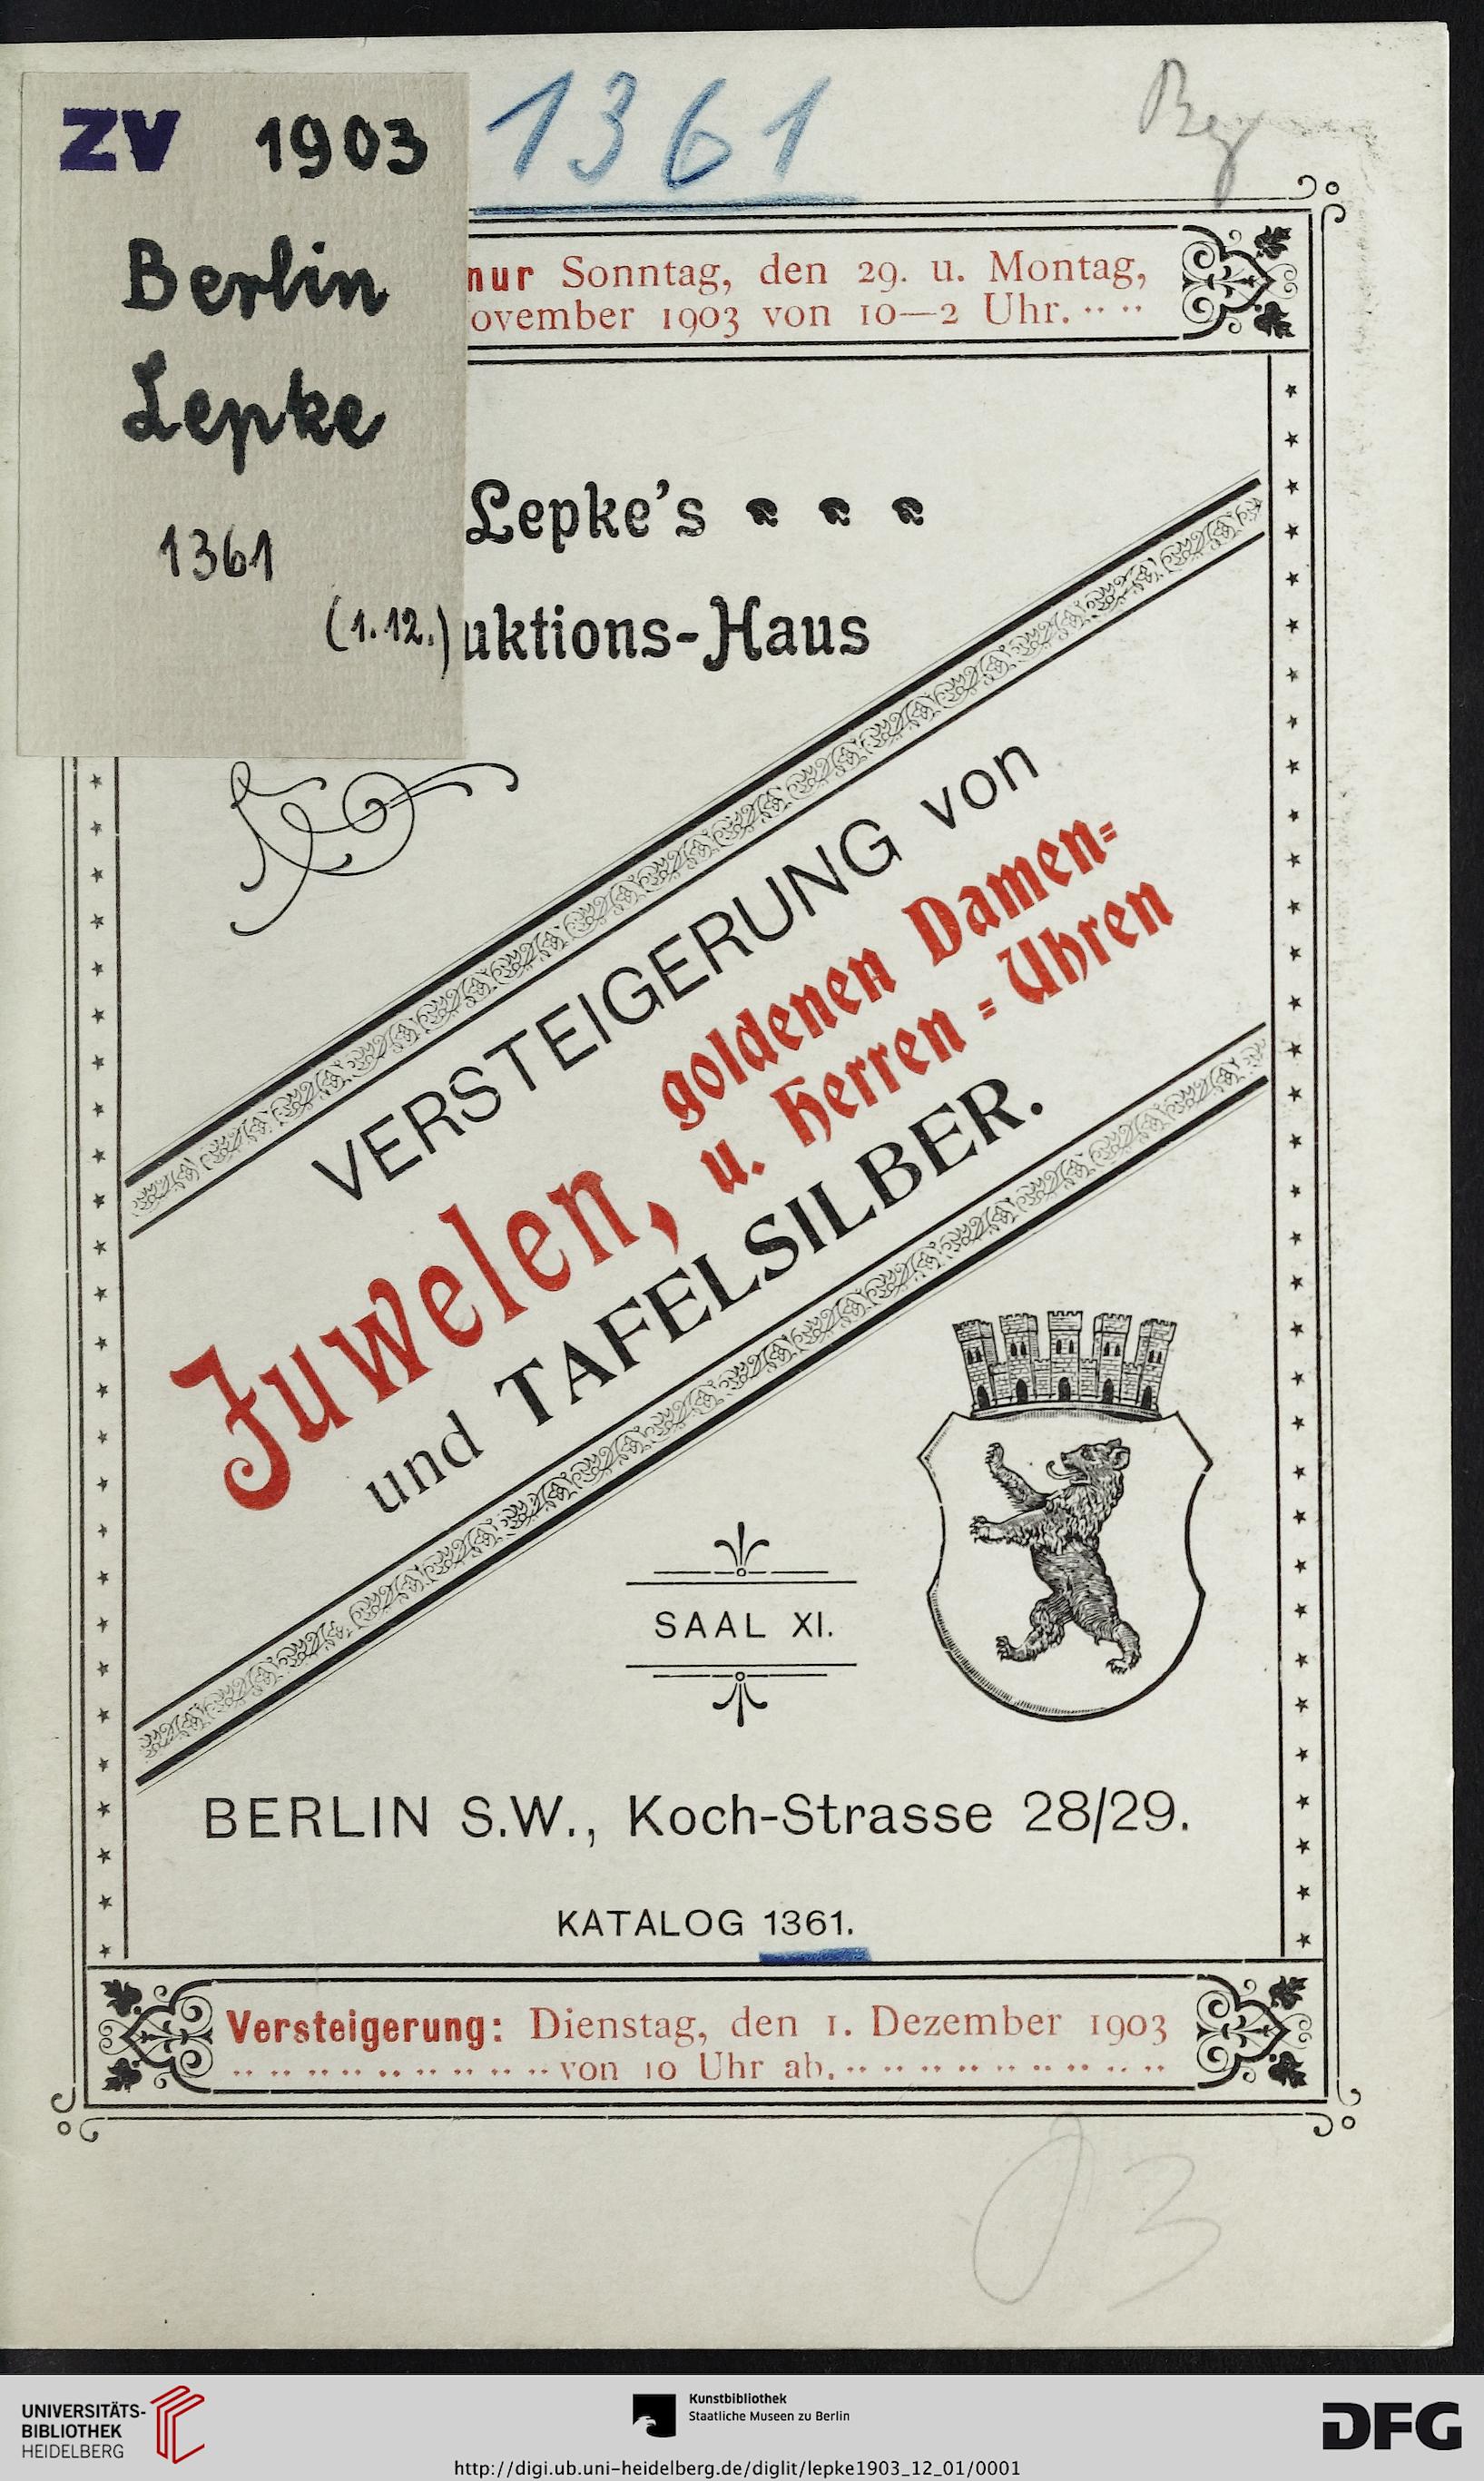 ZV 1903
Berlin
Lepke
1361
(1.12.)
1361
nur Sonntag, den 29. u. Montag,
ovember 1903 von 10—2 Uhr.
Lepke's
uktions-Haus
VERSTEIGERUNG von
Juwelen,
goldenen Damen-
u. Herren-Uhren
und TAFELSILBER.
SAAL XI.
BERLIN S.W., Koch-Strasse 28/29.
KATALOG 1361.
Versteigerung: Dienstag, den 1. Dezember 1903
von 10 Uhr ab.
03
UNIVERSITÄTS-
BIBLIOTHEK
HEIDELBERG
Kunstbibliothek
Staatliche Museen zu Berlin
DFG
http://digi.ub.uni-heidelberg.de/diglit/lepke1903_12_01/0001